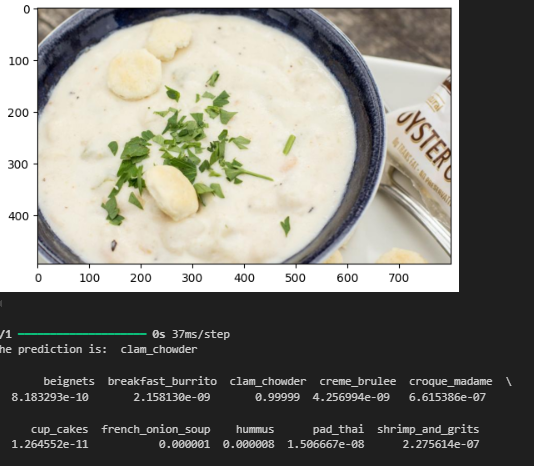 0
100
OYSTER
200
300
400
0 100 200 300 400 500 600 700
/1 0s 37ms/step
he prediction is: clam_chowder
beignets breakfast_burrito clam_chowder creme_brulee croque_madame \
8.183293e-10 2.158130e-09 0.99999 4.256994e-09 6.615386e-07
cup_cakes french_onion_soup hummus pad_thai shrimp_and_grits
1.264552e-11 0.000001 0.000008 1.506667e-08 2.275614e-07